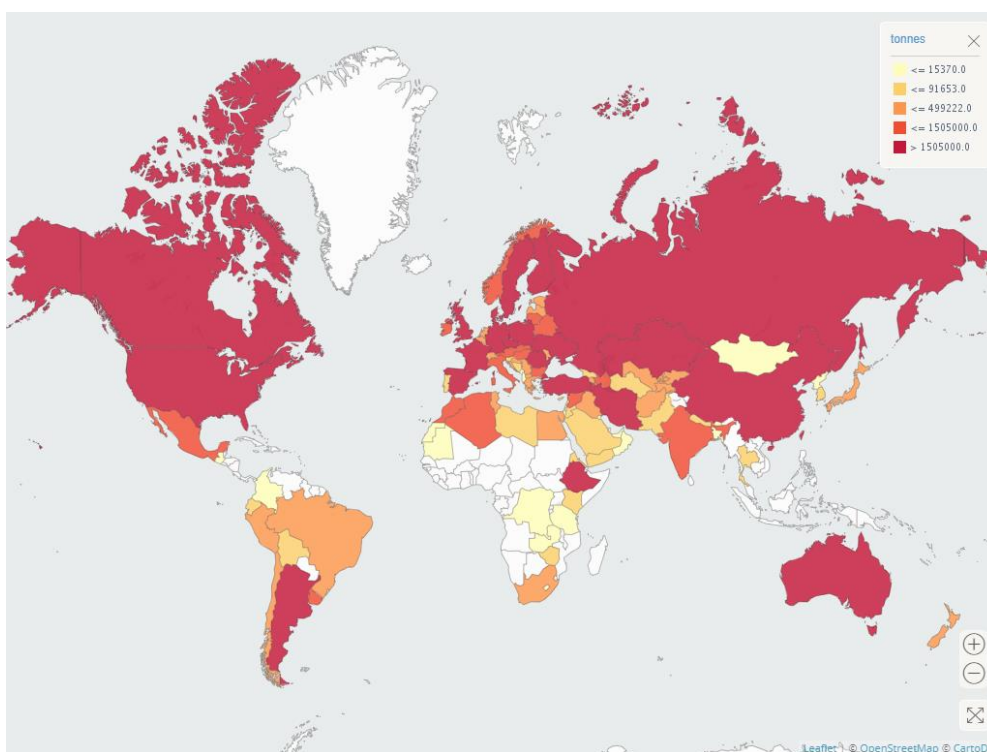 tonnes
<= 15370.0
<= 91653.0
<= 499222.0
<= 1505000.0
> 1505000.0
Leaflet | © OpenStreetMap © CartoD